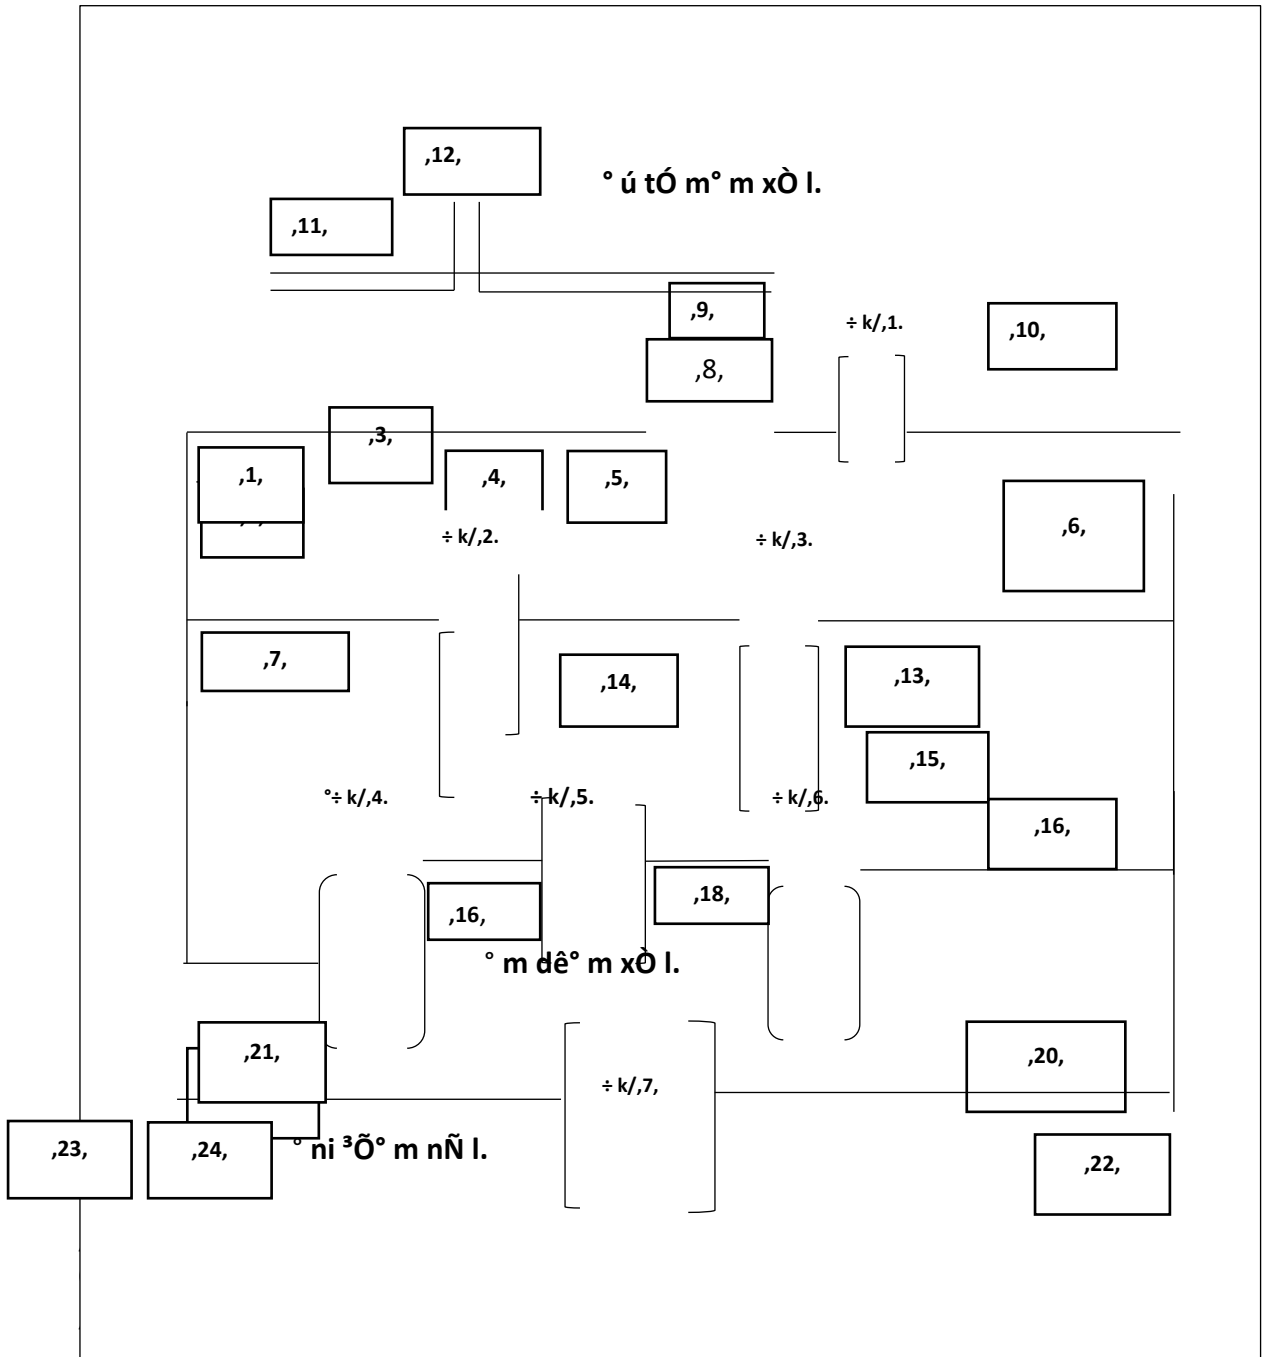 ,12,
° ú tÓ m° m xÒ l.
,11,
,9,
÷ k/,1.
,10,
,8,
,3,
,1,
,4,
,5,
,6,
÷ k/,2.
÷ k/,3.
,7,
,14,
,13,
,15,
°÷ k/,4.
÷ k/,5.
÷ k/,6.
,16,
,16,
,18,
° m dê° m xÒ l.
,21,
,20,
÷ k/,7,
,23,
,24,
° ni ³Õ° m nÑ l.
,22,